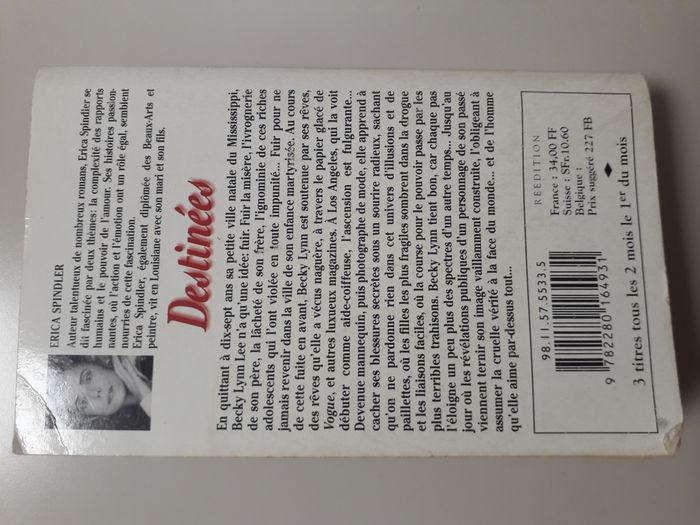 ERICA SPINDLER
Auteur talentueux de nombreux romans, Erica Spindler se
dit fascinée par deux thèmes: la complexité des rapports
humains et le pouvoir de l'amour. Ses histoires passion-
nantes, où l'action et l'émotion ont un rôle égal, semblent
nourries de cette fascination.
Erica Spindler, également diplômée des Beaux-Arts et
peintre, vit en Louisiane avec son mari et son fils.
Destinées
En quittant à dix-sept ans sa petite ville natale du Mississippi,
Becky Lynn Lee n'a qu'une idée: fuir. Fuir la misère, l'ivrognerie
de son père, la lâcheté de son frère, l'ignominie de ces riches
adolescents qui l'ont violée en toute impunité... Fuir pour ne
jamais revenir dans la ville de son enfance martyrisée. Au cours
de cette fuite en avant, Becky Lynn est soutenue par ses rêves,
des rêves qu'elle a vécus naguère, à travers le papier glacé de
Vogue, et autres luxueux magazines. À Los Angeles, qui la voit
débuter comme aide-coiffeuse, l'ascension est fulgurante...
Devenue mannequin, puis photographe de mode, elle apprend à
cacher ses blessures secrètes sous un sourire radieux, sachant
qu'on ne pardonne rien dans cet univers d'illusions et de
paillettes, où les filles les plus fragiles sombrent dans la drogue
et les liaisons faciles, où la course pour le pouvoir passe par les
plus terribles trahisons. Becky Lynn tient bon, car chaque pas
l'éloigne un peu plus des spectres d'un autre temps... Jusqu'au
jour où les révélations publiques d'un personnage de son passé
viennent ternir son image vaillamment construite, l'obligeant à
assumer la cruelle vérité à la face du monde... et de l'homme
qu'elle aime par-dessus tout...
RÉÉDITION
France : 34,00 FF
Suisse : SFr.10.60
Belgique :
Prix suggéré 227 FB
98.11.57.5533.5
9 782280 164931
3 titres tous les 2 mois le 1er du mois